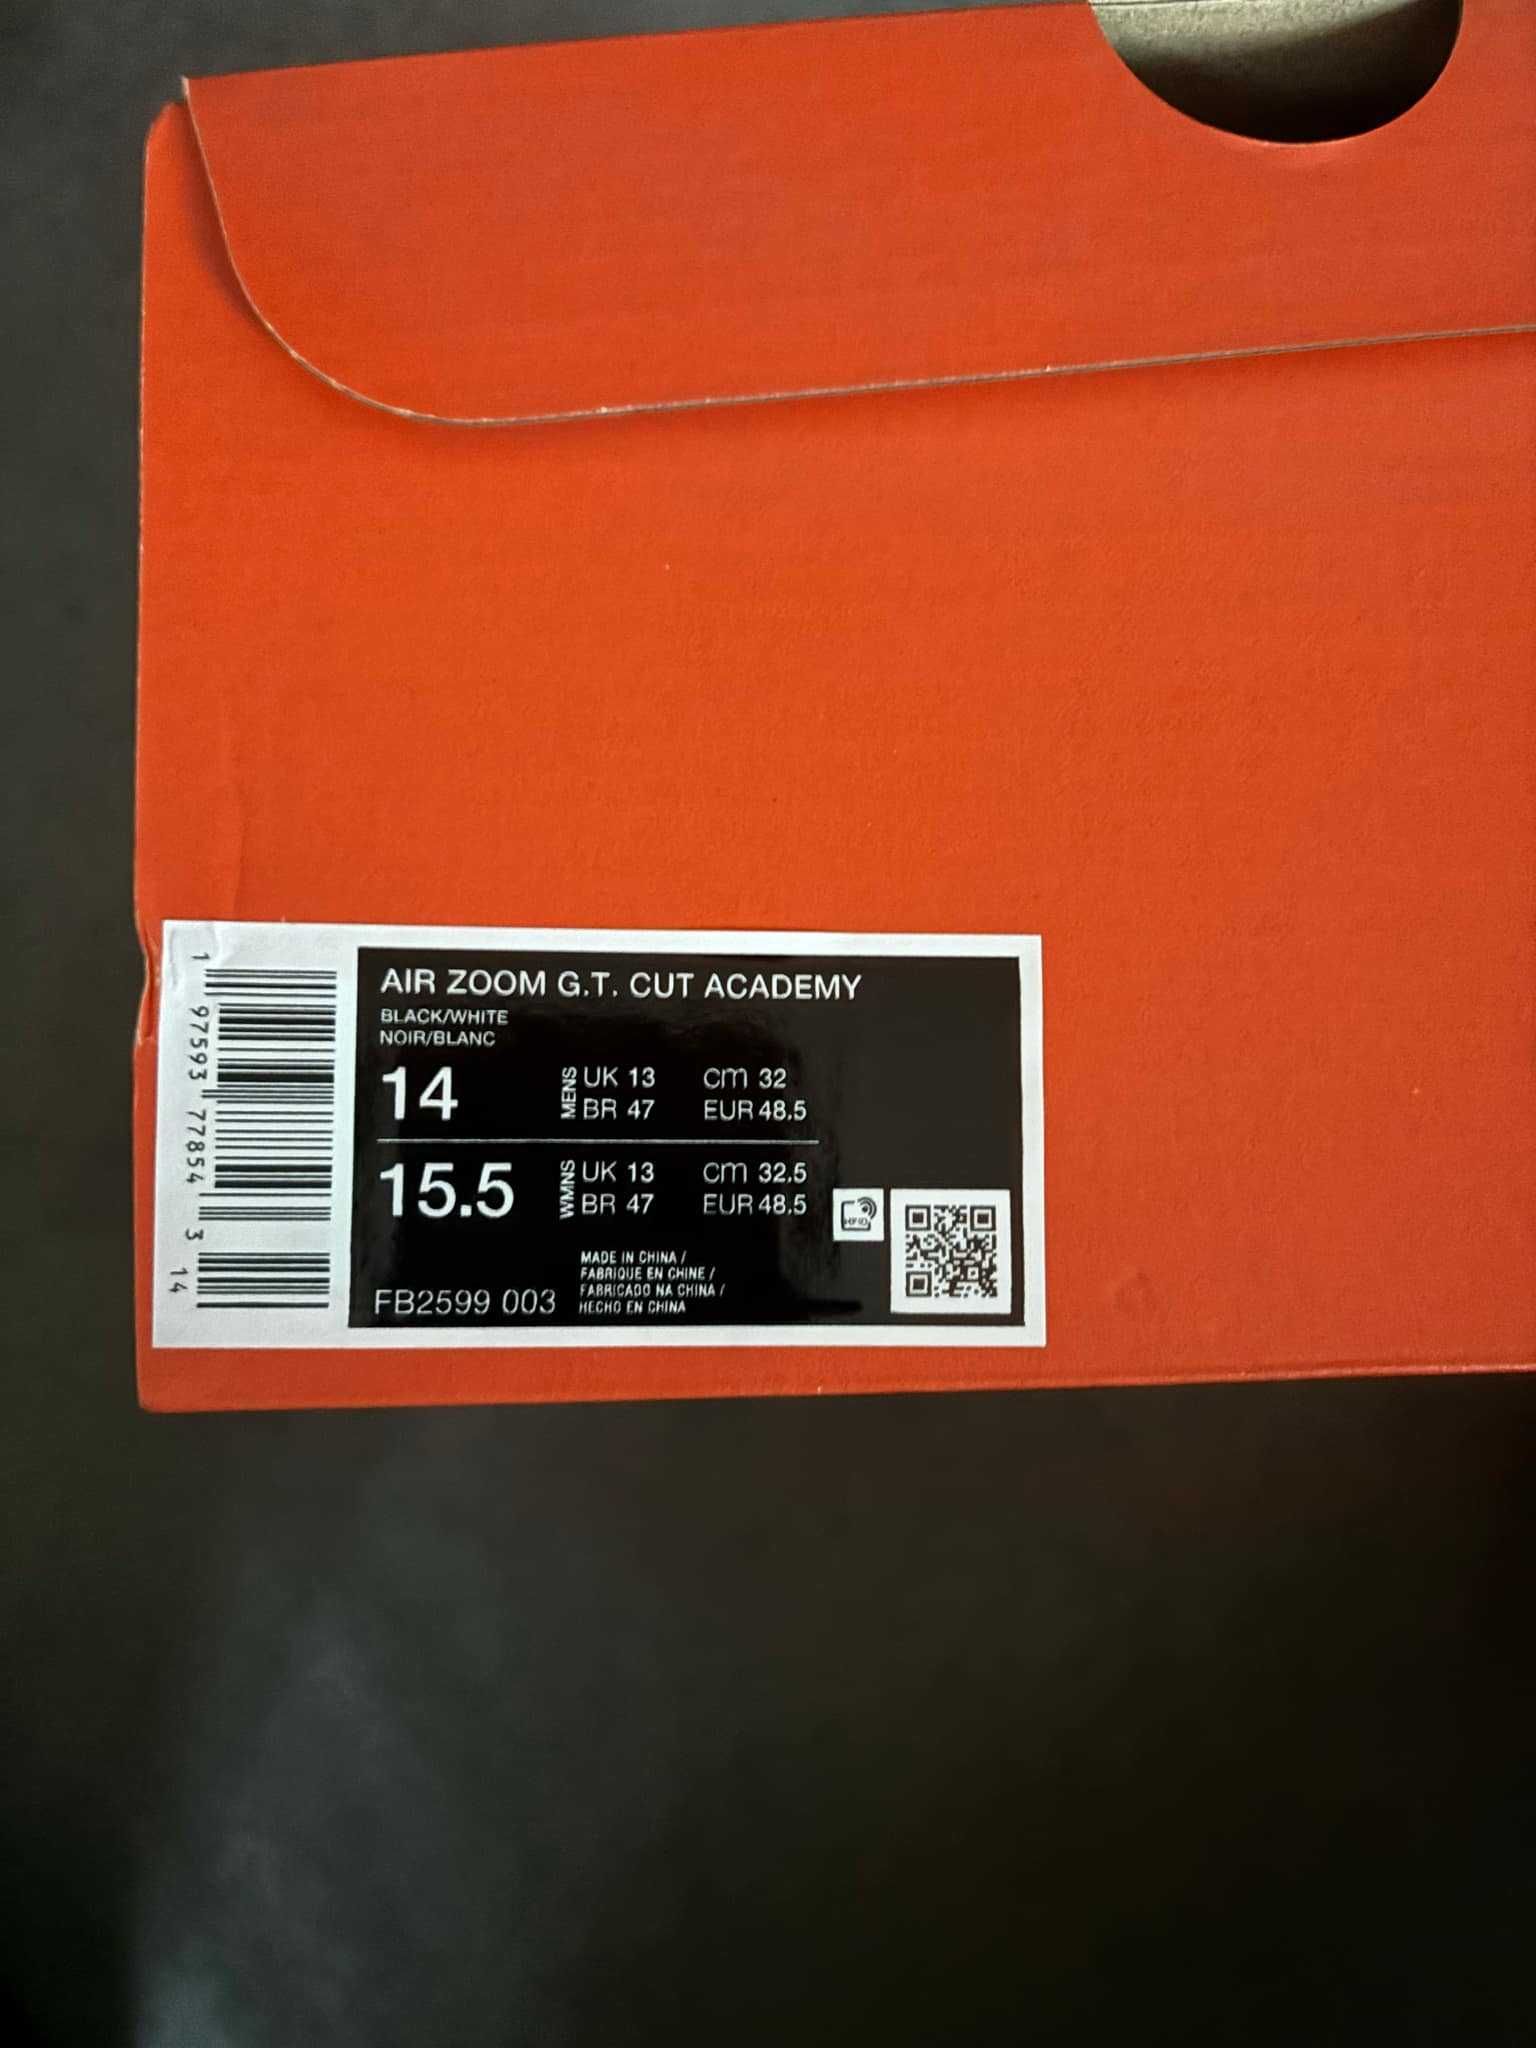 AIR ZOOM G.T. CUT ACADEMY
BLACK/WHITE
NOIR/BLANC
14 MENS UK 13 cm 32
BR 47 EUR 48.5
15.5 WMNS UK 13 cm 32.5
BR 47 EUR 48.5
RFID
FB2599 003
MADE IN CHINA /
FABRIQUE EN CHINE /
FABRICADO NA CHINA /
HECHO EN CHINA
1 97593 77854 3 14